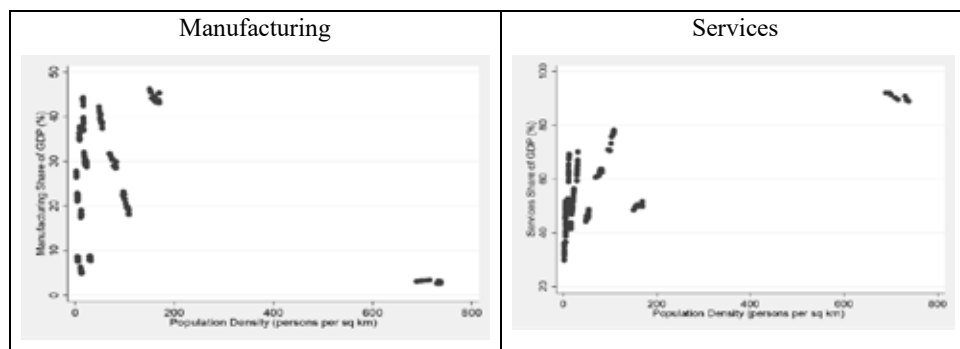 Manufacturing
Services
Manufacturing Share of GDP (%)
50
40
30
20
10
0
0 200 400 600 800
Population Density (persons per sq km)
Services Share of GDP (%)
100
80
60
40
20
0 200 400 600 800
Population Density (persons per sq km)